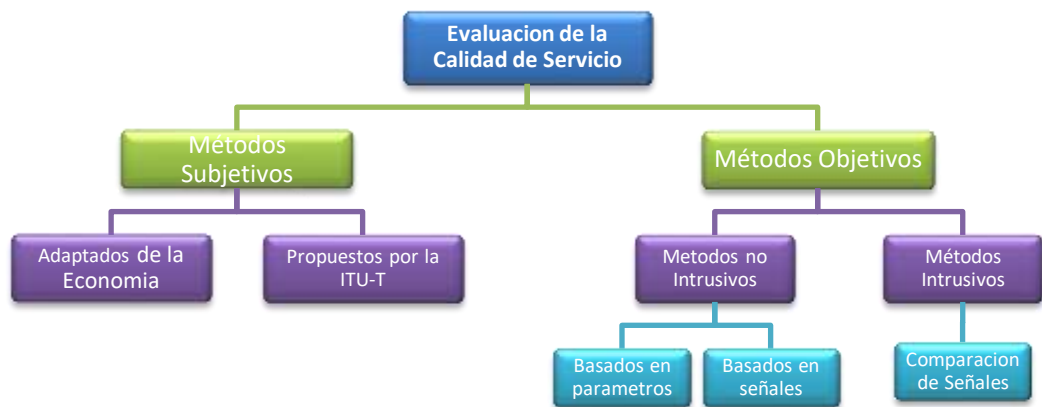 Evaluacion de la
Calidad de Servicio
Métodos
Subjetivos
Métodos Objetivos
Adaptados de la
Economia
Propuestos por la
ITU-T
Metodos no
Intrusivos
Métodos
Intrusivos
Basados en
parametros
Basados en
señales
Comparacion
de Señales